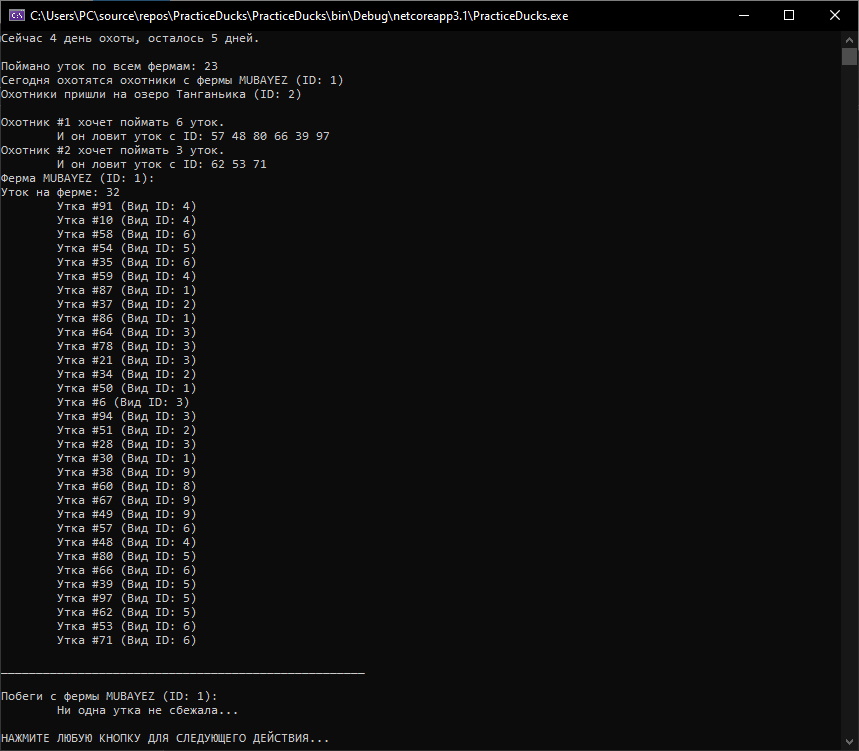 C:\Users\PC\source\repos\PracticeDucks\PracticeDucks\bin\Debug\netcoreapp3.1\PracticeDucks.exe
Сейчас 4 день охоты, осталось 5 дней.
Поймано уток по всем фермам: 23
Сегодня охотятся охотники с фермы MUBAYEZ (ID: 1)
Охотники пришли на озеро Танганьика (ID: 2)
Охотник #1 хочет поймать 6 уток.
И он ловит уток с ID: 57 48 80 66 39 97
Охотник #2 хочет поймать 3 уток.
И он ловит уток с ID: 62 53 71
Ферма MUBAYEZ (ID: 1):
Уток на ферме: 32
Утка #91 (Вид ID: 4)
Утка #10 (Вид ID: 4)
Утка #58 (Вид ID: 6)
Утка #54 (Вид ID: 5)
Утка #35 (Вид ID: 6)
Утка #59 (Вид ID: 4)
Утка #87 (Вид ID: 1)
Утка #37 (Вид ID: 2)
Утка #86 (Вид ID: 1)
Утка #64 (Вид ID: 3)
Утка #78 (Вид ID: 3)
Утка #21 (Вид ID: 3)
Утка #34 (Вид ID: 2)
Утка #50 (Вид ID: 1)
Утка #6 (Вид ID: 3)
Утка #94 (Вид ID: 3)
Утка #51 (Вид ID: 2)
Утка #28 (Вид ID: 3)
Утка #30 (Вид ID: 1)
Утка #38 (Вид ID: 9)
Утка #60 (Вид ID: 8)
Утка #67 (Вид ID: 9)
Утка #49 (Вид ID: 9)
Утка #57 (Вид ID: 6)
Утка #48 (Вид ID: 4)
Утка #80 (Вид ID: 5)
Утка #66 (Вид ID: 6)
Утка #39 (Вид ID: 5)
Утка #97 (Вид ID: 5)
Утка #62 (Вид ID: 5)
Утка #53 (Вид ID: 6)
Утка #71 (Вид ID: 6)
____________________________________________________
Побеги с фермы MUBAYEZ (ID: 1):
Ни одна утка не сбежала...
НАЖМИТЕ ЛЮБУЮ КНОПКУ ДЛЯ СЛЕДУЮЩЕГО ДЕЙСТВИЯ...